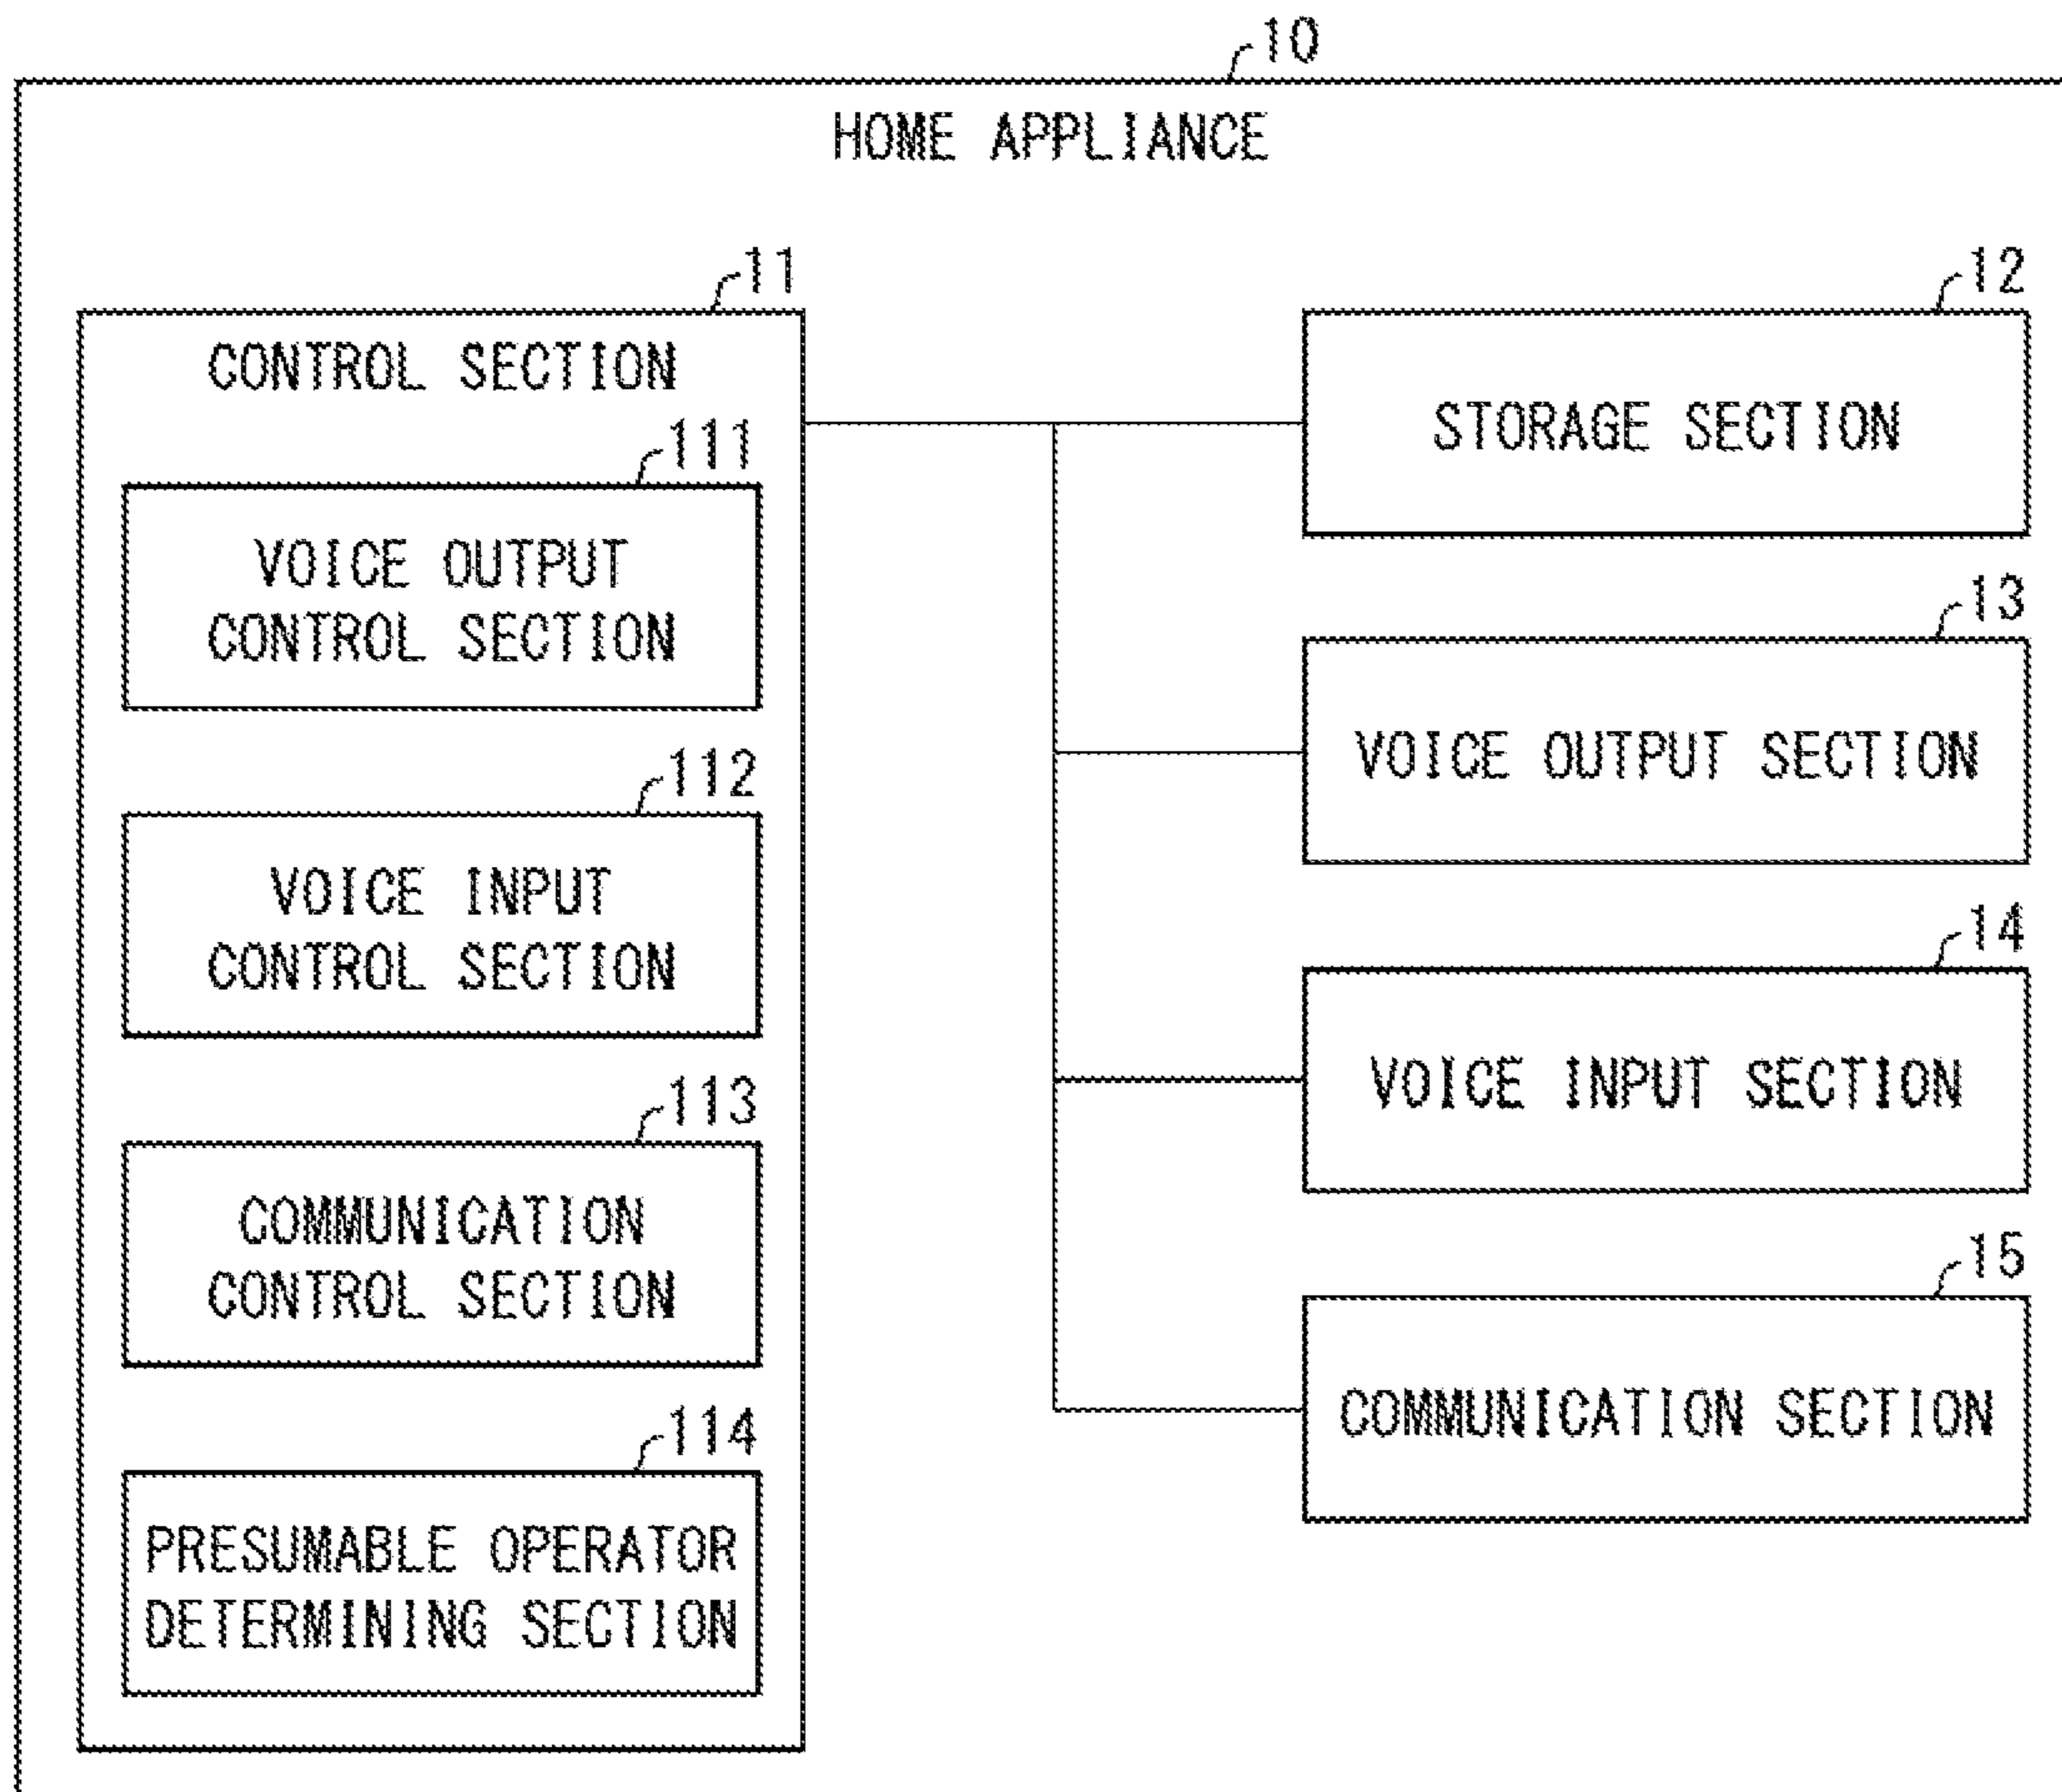 10
HOME APPLIANCE
11
CONTROL SECTION
111
VOICE OUTPUT
CONTROL SECTION
112
VOICE INPUT
CONTROL SECTION
113
COMMUNICATION
CONTROL SECTION
114
PRESUMABLE OPERATOR
DETERMINING SECTION
12
STORAGE SECTION
13
VOICE OUTPUT SECTION
14
VOICE INPUT SECTION
15
COMMUNICATION SECTION